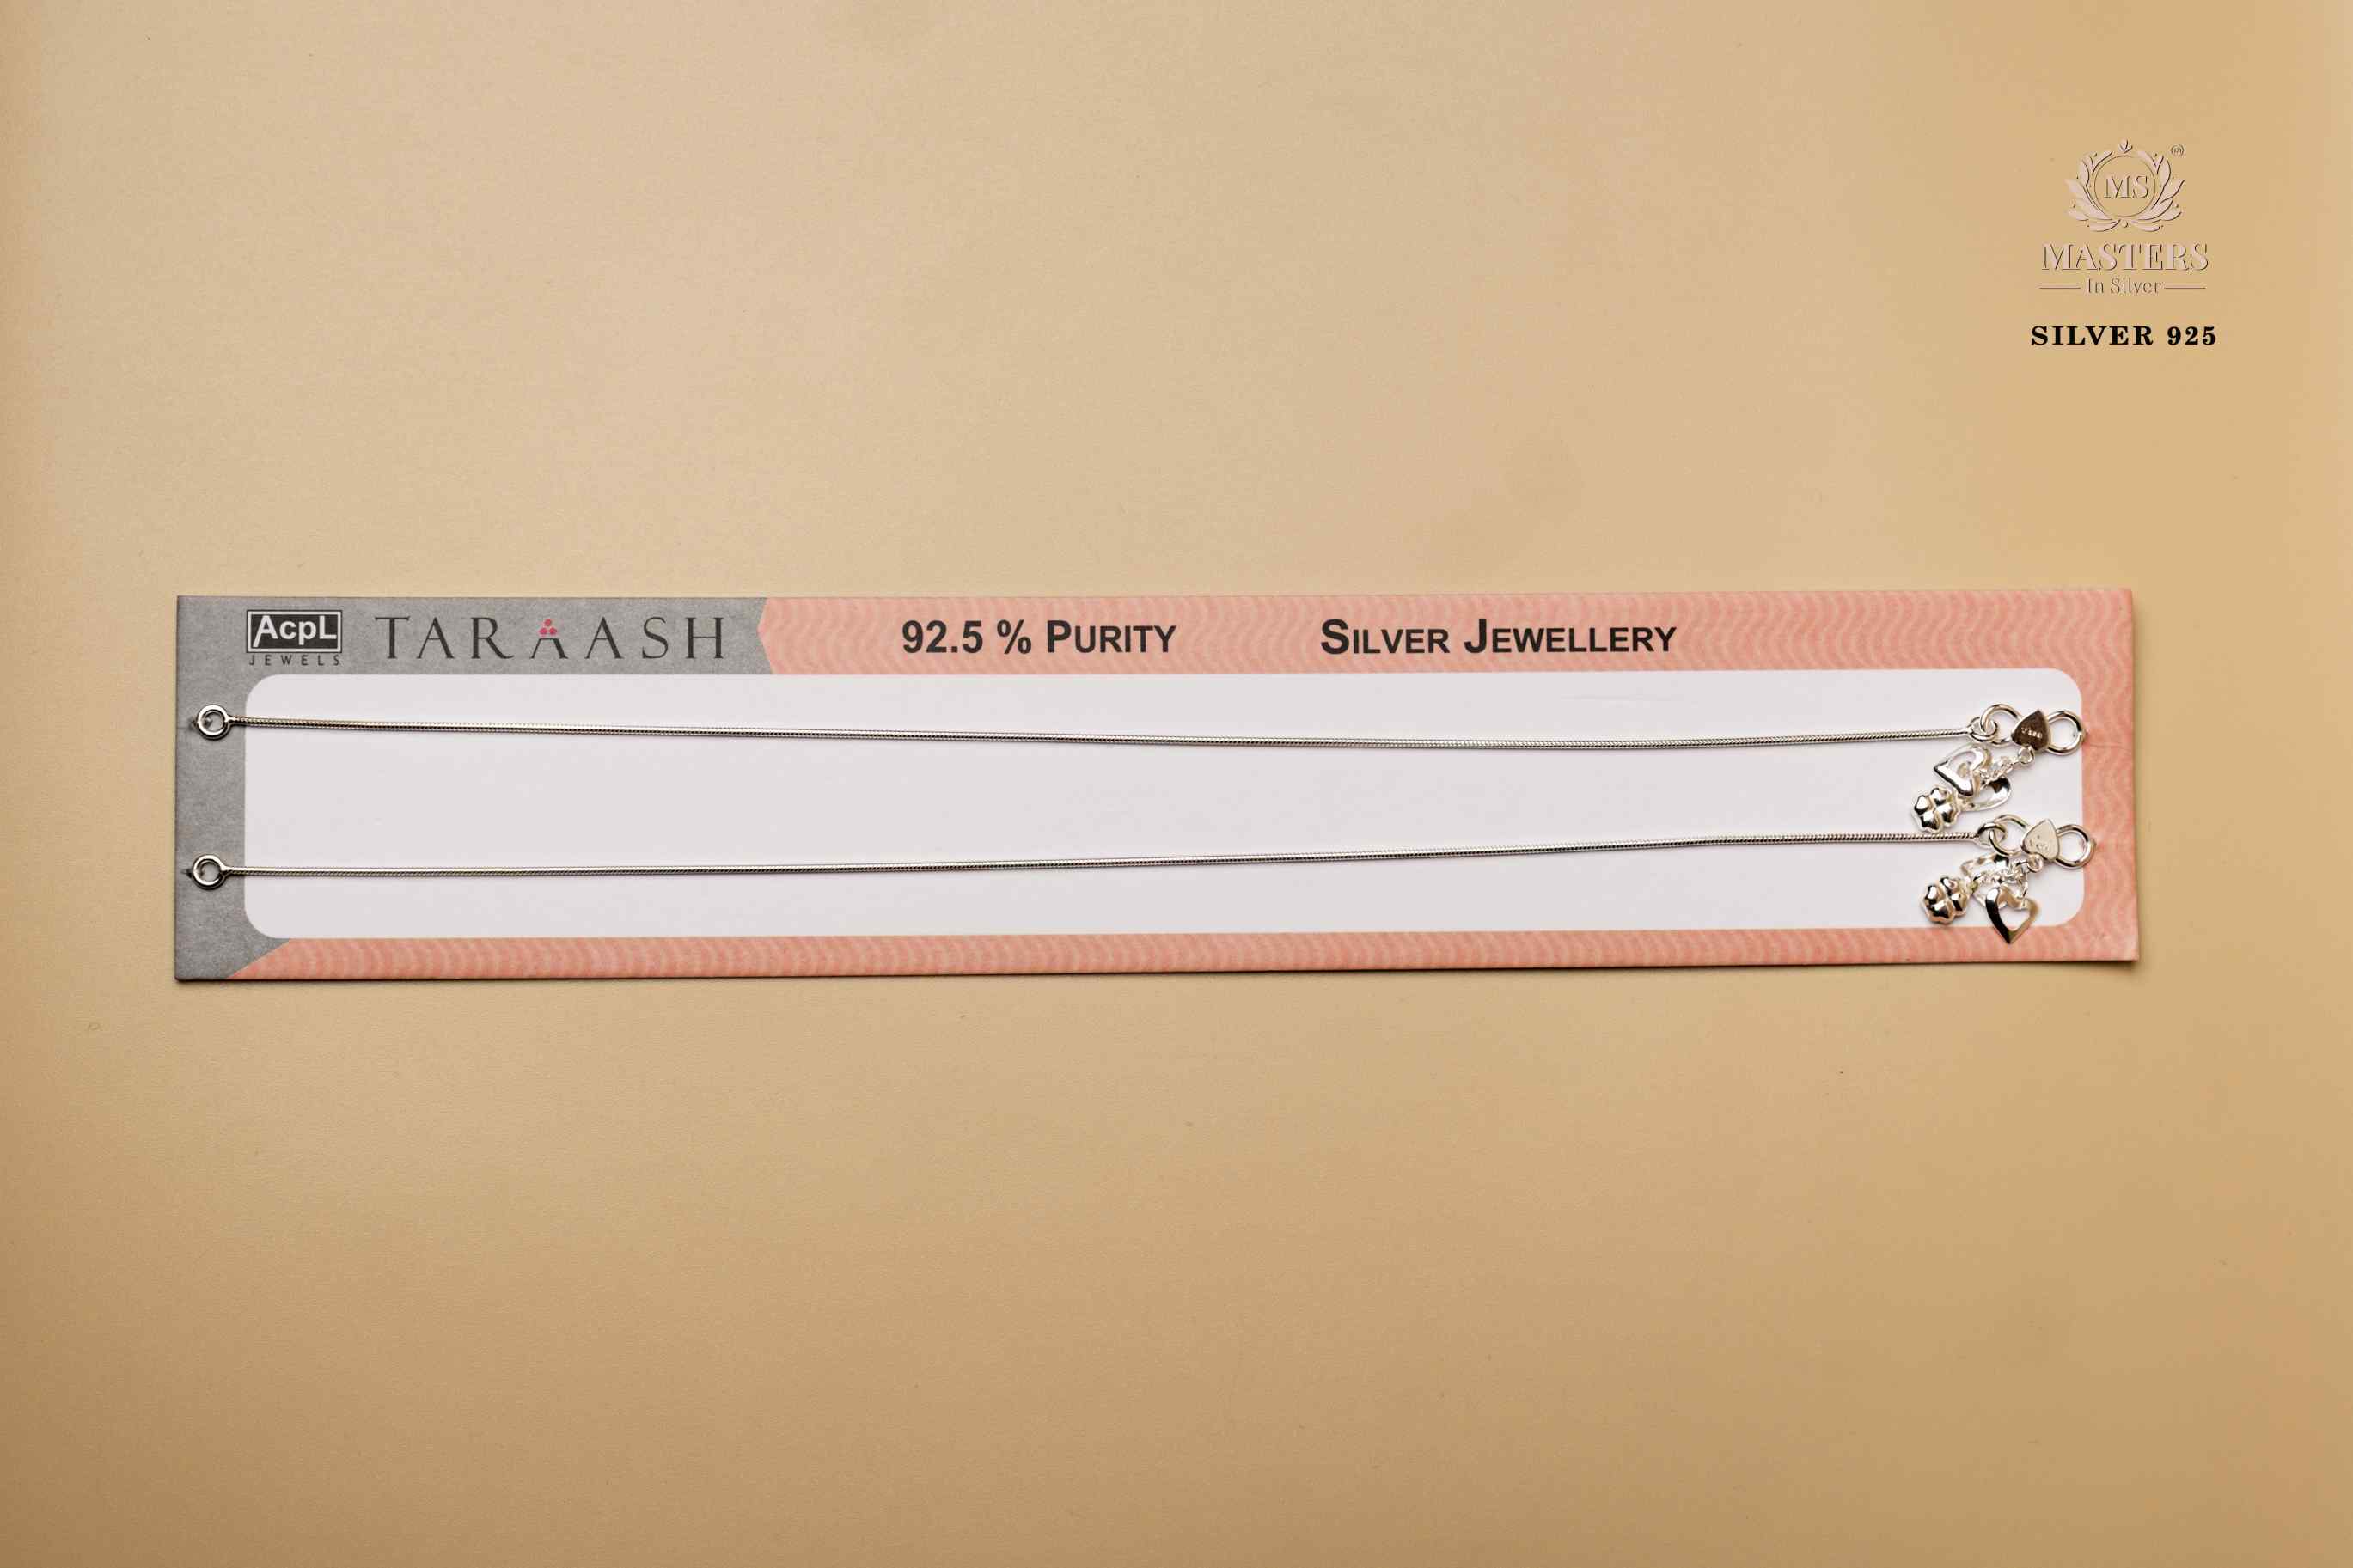 MS
MASTERS
In Silver
SILVER 925
AcpL
JEWELS
TARAASH
92.5 % PURITY
SILVER JEWELLERY